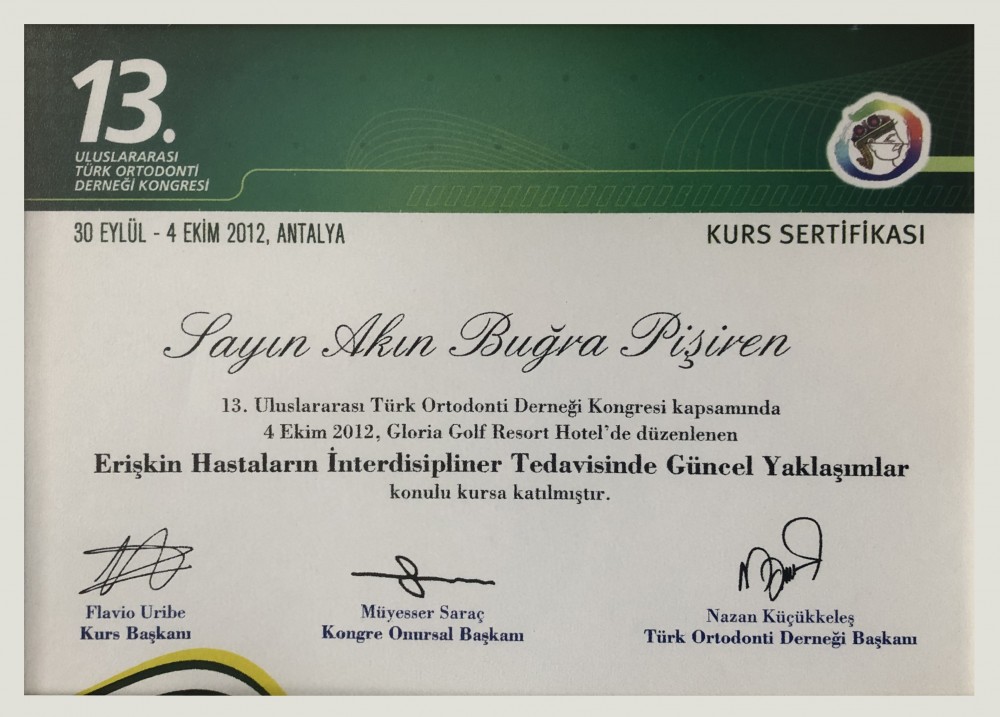 13.
ULUSLARARASI
TÜRK ORTODONTİ
DERNEĞİ KONGRESİ
30 EYLÜL - 4 EKİM 2012, ANTALYA
KURS SERTİFİKASI
Sayın Akın Buğra Pişiren
13. Uluslararası Türk Ortodonti Derneği Kongresi kapsamında
4 Ekim 2012, Gloria Golf Resort Hotel'de düzenlenen
Erişkin Hastaların İnterdisipliner Tedavisinde Güncel Yaklaşımlar
konulu kursa katılmıştır.
Flavio Uribe
Kurs Başkanı
Müyesser Saraç
Kongre Onursal Başkanı
Nazan Küçükkeleş
Türk Ortodonti Derneği Başkanı